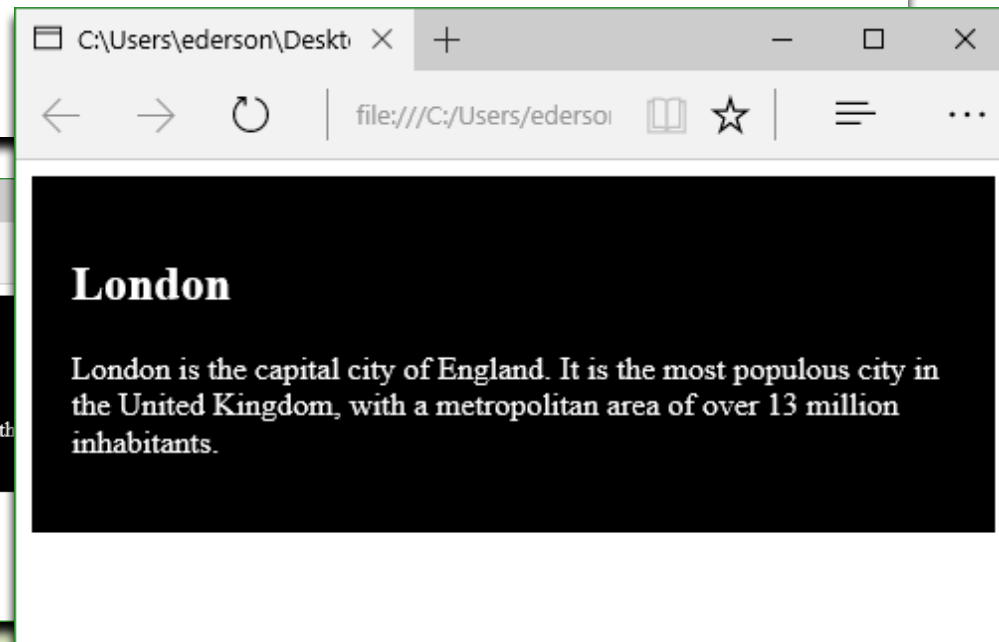 C:\Users\ederson\Deskt
file:///C:/Users/ederso
London
London is the capital city of England. It is the most populous city in
the United Kingdom, with a metropolitan area of over 13 million
inhabitants.
th